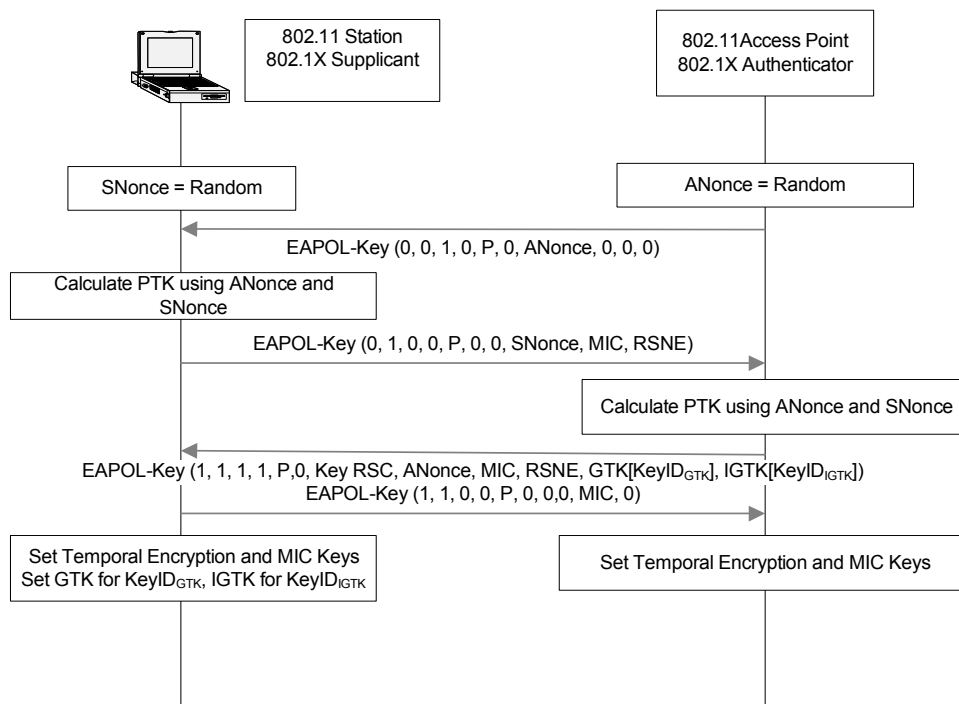 802.11 Station
802.1X Supplicant
802.11Access Point
802.1X Authenticator
SNonce = Random
ANonce = Random
EAPOL-Key (0, 0, 1, 0, P, 0, ANonce, 0, 0, 0)
Calculate PTK using ANonce and
SNonce
EAPOL-Key (0, 1, 0, 0, P, 0, 0, SNonce, MIC, RSNE)
Calculate PTK using ANonce and SNonce
EAPOL-Key (1, 1, 1, 1, P,0, Key RSC, ANonce, MIC, RSNE, GTK[KeyIDGTK], IGTK[KeyIDIGTK])
EAPOL-Key (1, 1, 0, 0, P, 0, 0,0, MIC, 0)
Set Temporal Encryption and MIC Keys
Set GTK for KeyIDGTK, IGTK for KeyIDIGTK
Set Temporal Encryption and MIC Keys